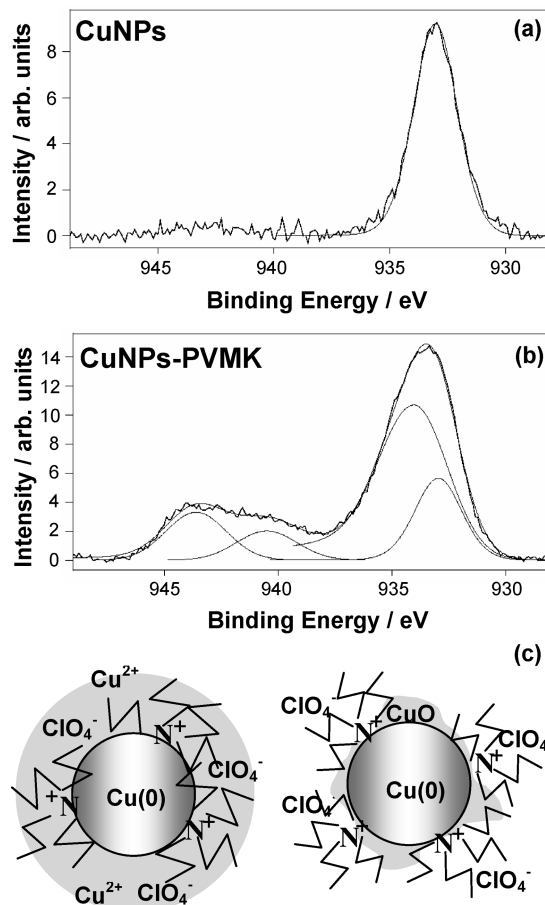 CuNPs
(a)
8
6
4
2
0
Intensity / arb. units
945 940 935 930
Binding Energy / eV
CuNPs-PVMK
(b)
14
12
10
8
6
4
2
0
Intensity / arb. units
945 940 935 930
Binding Energy / eV
(c)
Cu2+
N+
ClO4-
ClO4-
Cu(0)
+N
N+
Cu2+
ClO4-
ClO4-
CuO
N+
ClO4
N+
Cu(0)
ClO4
N+
N+
ClO4-